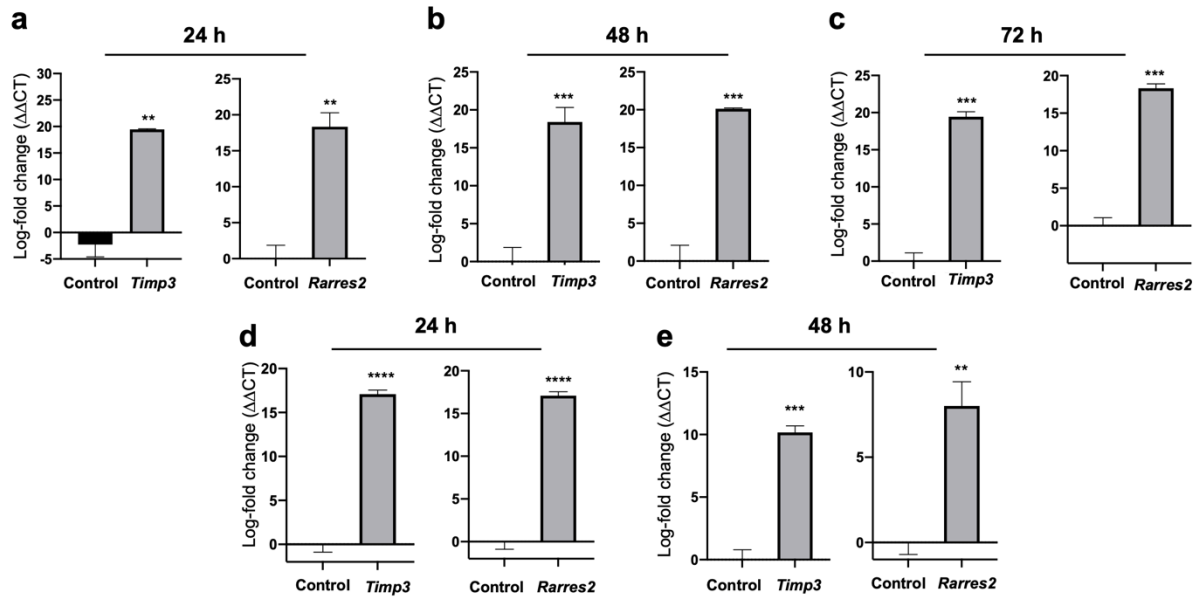 a
24 h
Log-fold change (ΔΔCT)
30
25
20
15
10
5
0
-5
**
Control Timp3
25
20
15
10
5
0
**
Control Rarres2
b
48 h
Log-fold change (ΔΔCT)
25
20
15
10
5
0
***
Control Timp3
25
20
15
10
5
0
***
Control Rarres2
c
72 h
Log-fold change (ΔΔCT)
25
20
15
10
5
0
***
Control Timp3
20
15
10
5
0
***
Control Rarres2
d
24 h
Log-fold change (ΔΔCT)
20
15
10
5
0
****
Control Timp3
20
15
10
5
0
****
Control Rarres2
e
48 h
Log-fold change (ΔΔCT)
15
10
5
0
***
Control Timp3
10
5
0
**
Control Rarres2